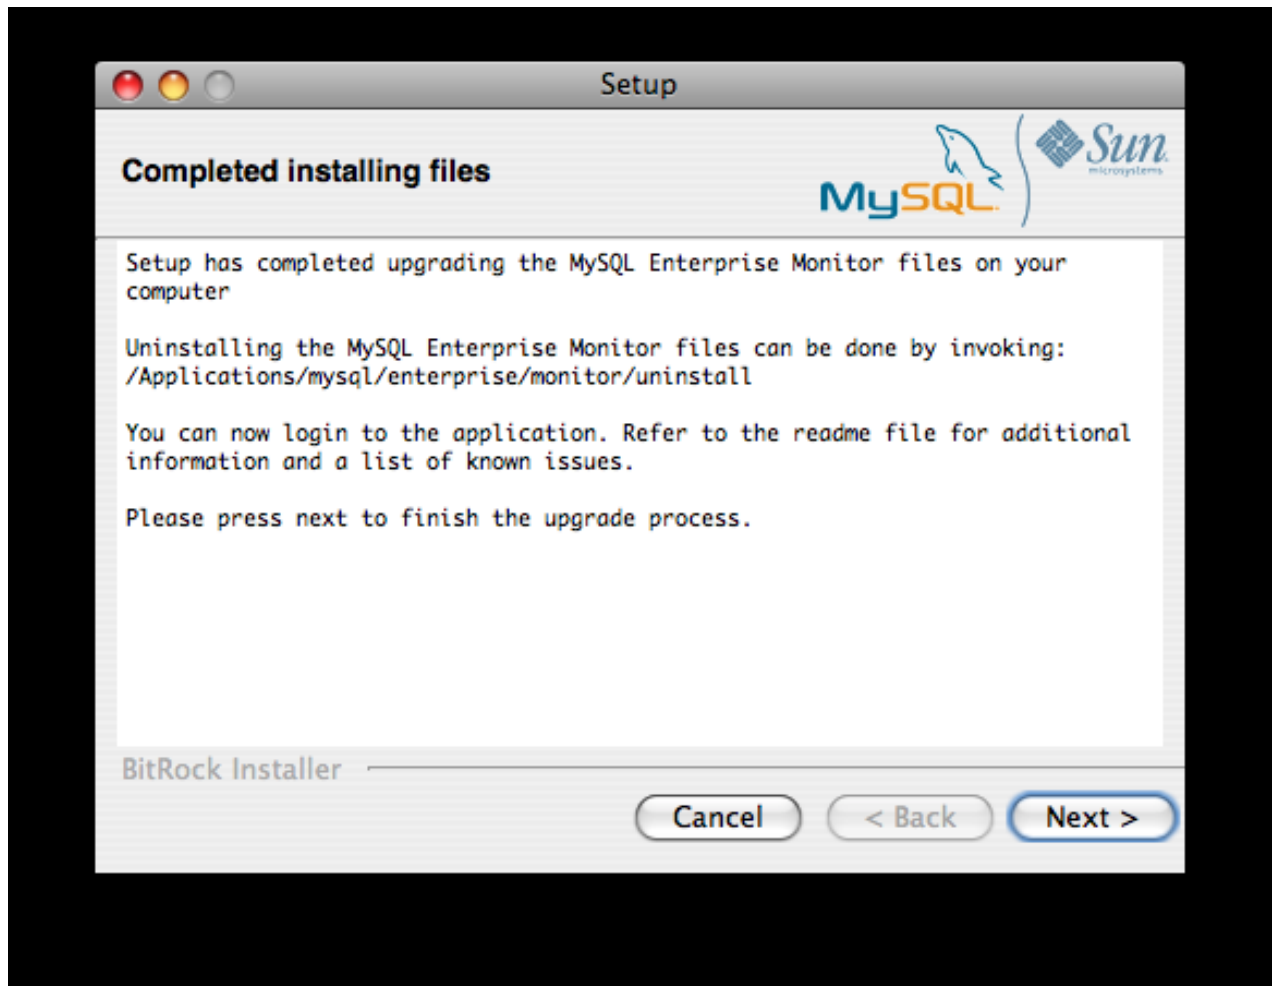 Setup
Completed installing files
MySQL
Sun
microsystems
Setup has completed upgrading the MySQL Enterprise Monitor files on your
computer
Uninstalling the MySQL Enterprise Monitor files can be done by invoking:
/Applications/mysql/enterprise/monitor/uninstall
You can now login to the application. Refer to the readme file for additional
information and a list of known issues.
Please press next to finish the upgrade process.
BitRock Installer
Cancel
< Back
Next >